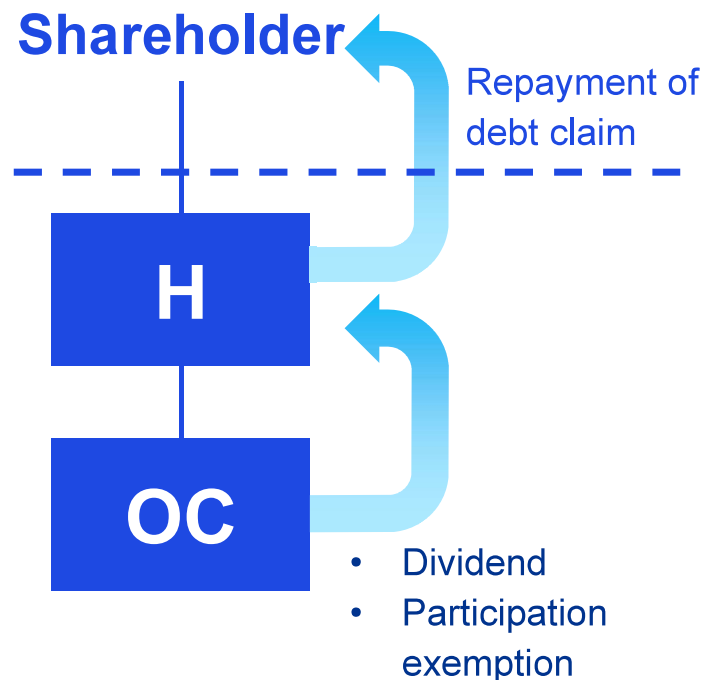 Shareholder
Repayment of
debt claim
H
OC
• Dividend
• Participation
exemption